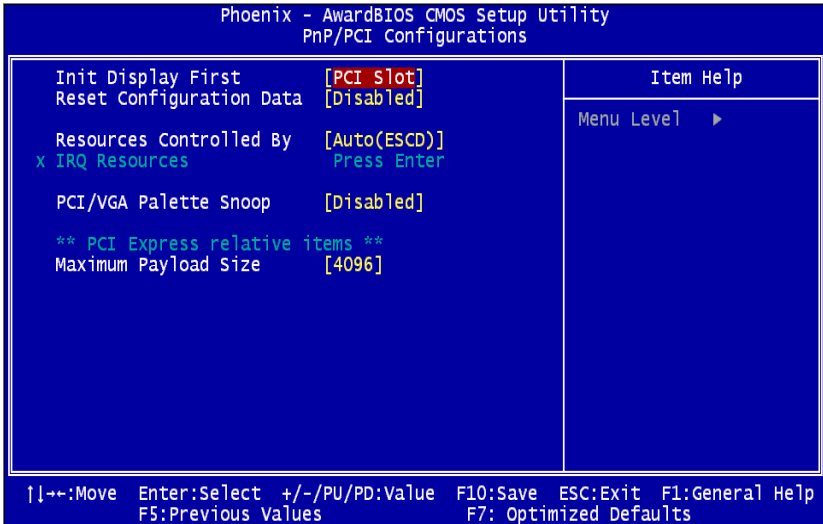 Phoenix - AwardBIOS CMOS Setup Utility
PnP/PCI Configurations
Init Display First [PCI Slot]
Reset Configuration Data [Disabled]
Resources Controlled By [Auto(ESCD)]
x IRQ Resources Press Enter
PCI/VGA Palette Snoop [Disabled]
** PCI Express relative items **
Maximum Payload Size [4096]
Item Help
Menu Level ▶
↑↓→←:Move Enter:Select +/-/PU/PD:Value F10:Save ESC:Exit F1:General Help
F5:Previous Values F7: Optimized Defaults